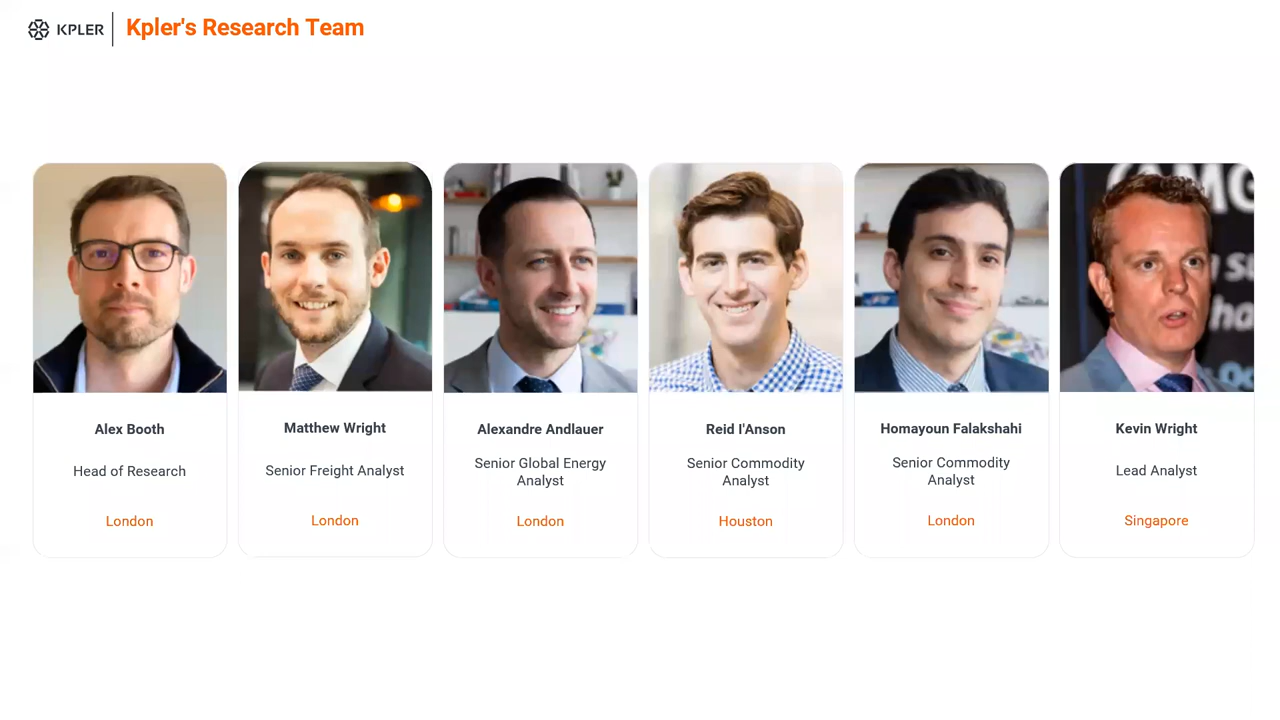 KPLER
Kpler's Research Team
Alex Booth
Head of Research
London
Matthew Wright
Senior Freight Analyst
London
Alexandre Andlauer
Senior Global Energy
Analyst
London
Reid I'Anson
Senior Commodity
Analyst
Houston
Homayoun Falakshahi
Senior Commodity
Analyst
London
Kevin Wright
Lead Analyst
Singapore